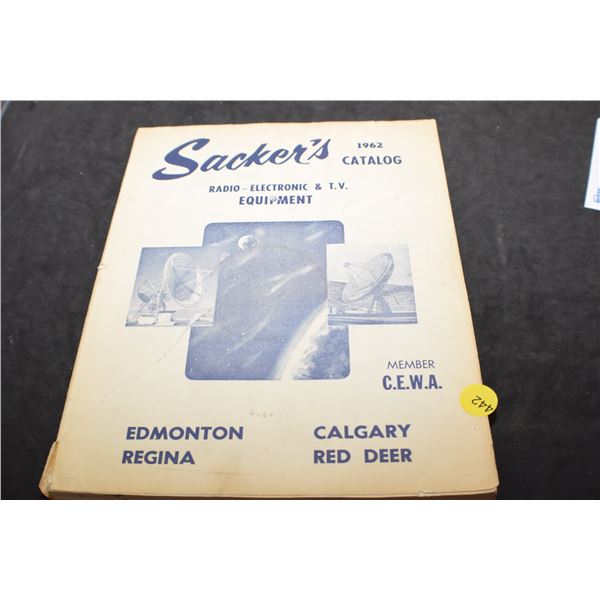 Sacker's
1962
CATALOG
RADIO - ELECTRONIC & T.V.
EQUIPMENT
MEMBER
C.E.W.A.
442
EDMONTON CALGARY
REGINA RED DEER